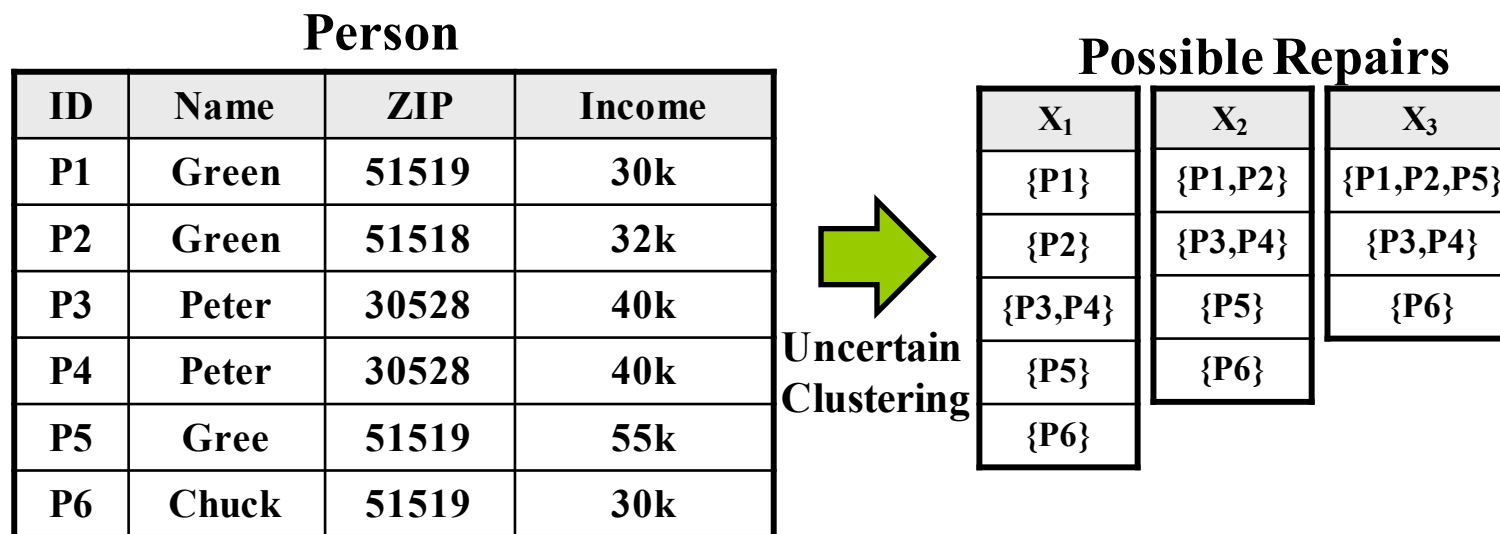 Person
Possible Repairs
ID Name ZIP Income
P1 Green 51519 30k
P2 Green 51518 32k
P3 Peter 30528 40k
P4 Peter 30528 40k
P5 Gree 51519 55k
P6 Chuck 51519 30k
Uncertain
Clustering
X₁ X₂ X₃
{P1} {P1,P2} {P1,P2,P5}
{P2} {P3,P4} {P3,P4}
{P3,P4} {P5} {P6}
{P5} {P6}
{P6}